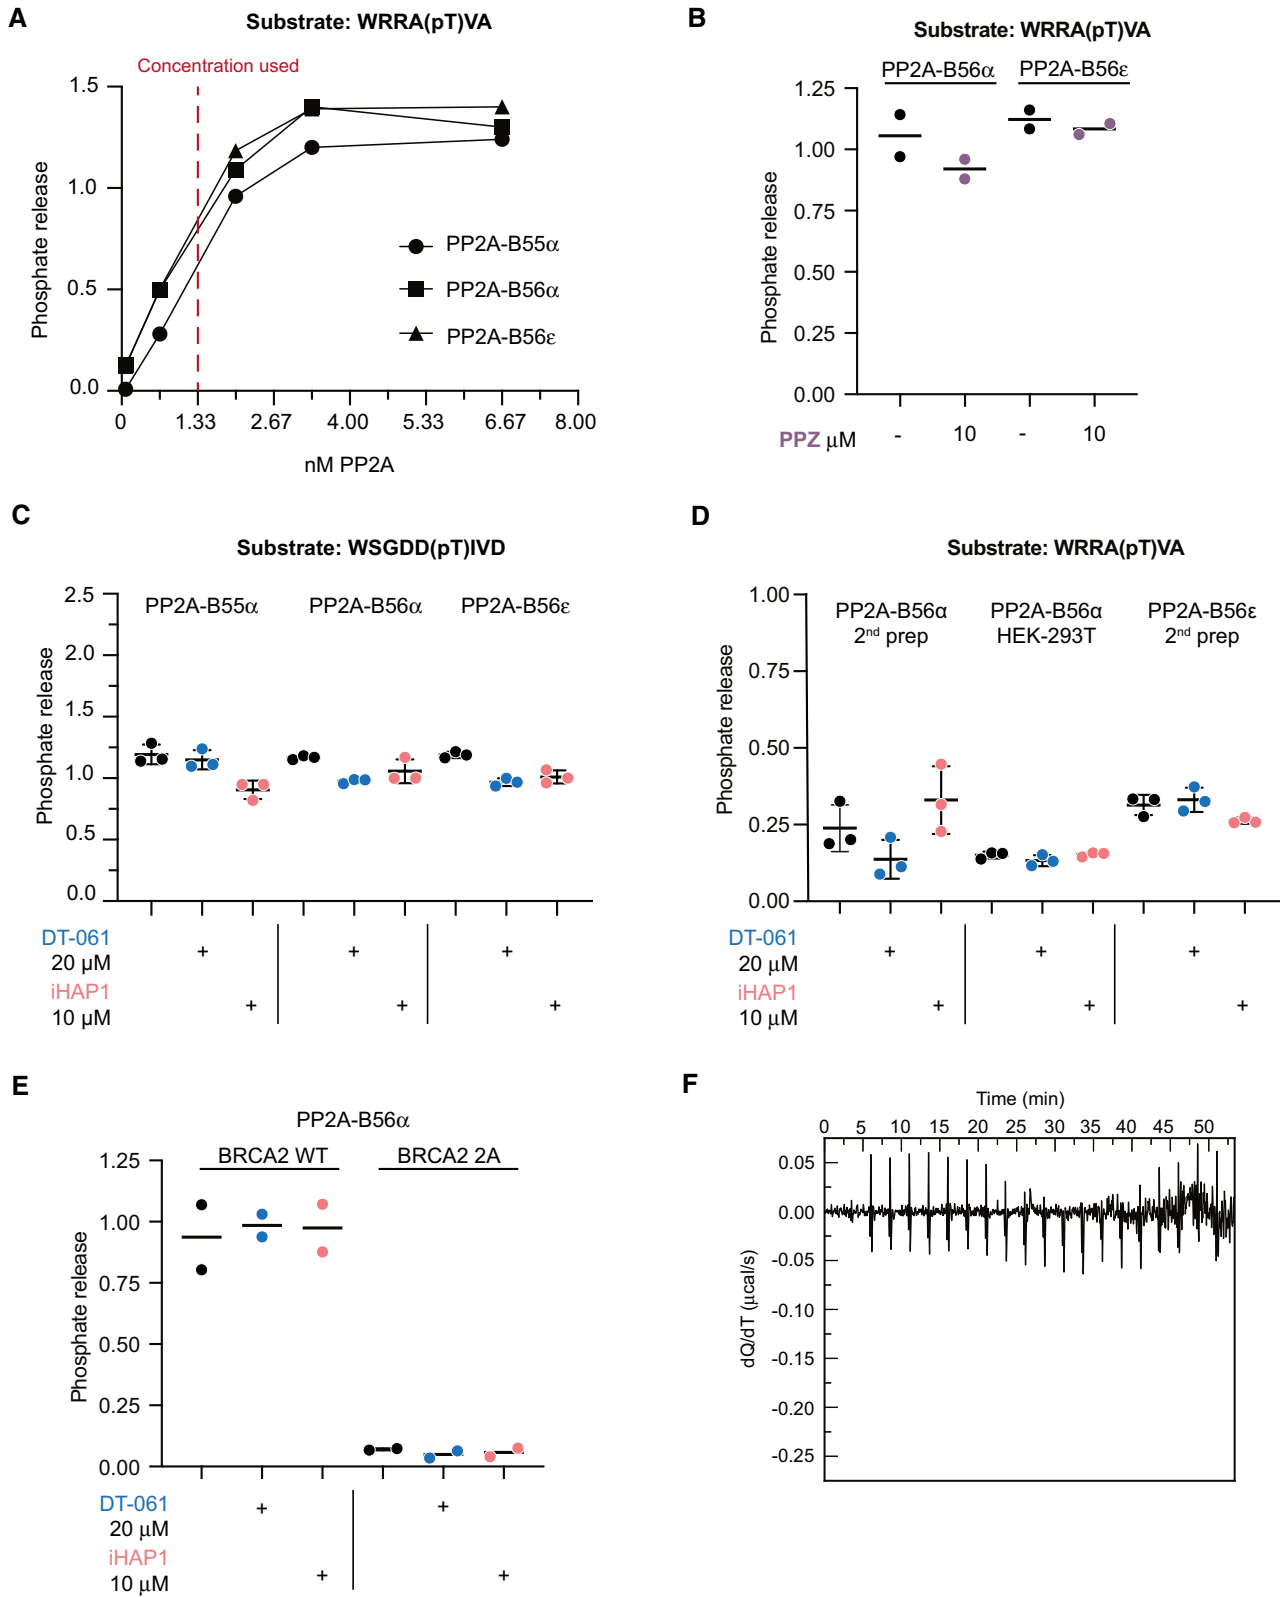 A
Substrate: WRRA(pT)VA
Concentration used
Phosphate release
1.5
1.0
0.5
0.0
PP2A-B55α
PP2A-B56α
PP2A-B56ε
0 1.33 2.67 4.00 5.33 6.67 8.00
nM PP2A
B
Substrate: WRRA(pT)VA
PP2A-B56α PP2A-B56ε
Phosphate release
1.25
1.00
0.75
0.50
0.25
0.00
PPZ μM - 10 - 10
C
Substrate: WSGDD(pT)IVD
PP2A-B55α PP2A-B56α PP2A-B56ε
Phosphate release
2.5
2.0
1.5
1.0
0.5
0.0
DT-061 + + +
20 μM
iHAP1 + + +
10 μM
D
Substrate: WRRA(pT)VA
PP2A-B56α PP2A-B56α PP2A-B56ε
2nd prep HEK-293T 2nd prep
Phosphate release
1.00
0.75
0.50
0.25
0.00
DT-061 + + +
20 μM
iHAP1 + + +
10 μM
E
PP2A-B56α
BRCA2 WT BRCA2 2A
Phosphate release
1.25
1.00
0.75
0.50
0.25
0.00
DT-061 + +
20 μM
iHAP1 + +
10 μM
F
Time (min)
0 5 10 15 20 25 30 35 40 45 50
dQ/dT (μcal/s)
0.05
0.00
-0.05
-0.10
-0.15
-0.20
-0.25